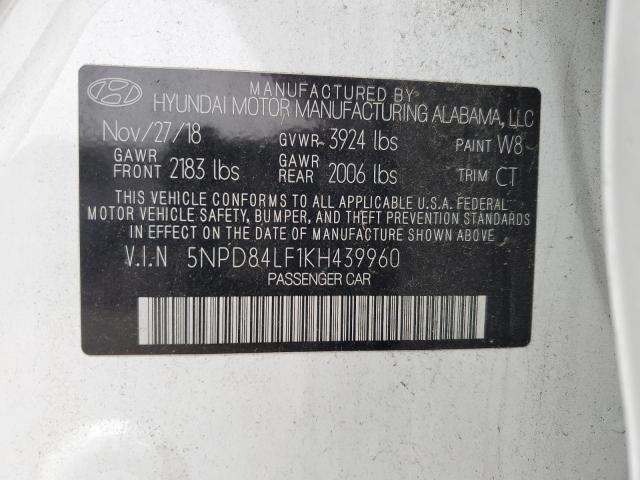 MANUFACTURED BY
HYUNDAI MOTOR MANUFACTURING ALABAMA, LLC
Nov/27/18 GVWR 3924 lbs PAINT W8
GAWR FRONT 2183 lbs GAWR REAR 2006 lbs TRIM CT
THIS VEHICLE CONFORMS TO ALL APPLICABLE U.S.A. FEDERAL
MOTOR VEHICLE SAFETY, BUMPER, AND THEFT PREVENTION STANDARDS
IN EFFECT ON THE DATE OF MANUFACTURE SHOWN ABOVE
V.I.N 5NPD84LF1KH439960
PASSENGER CAR